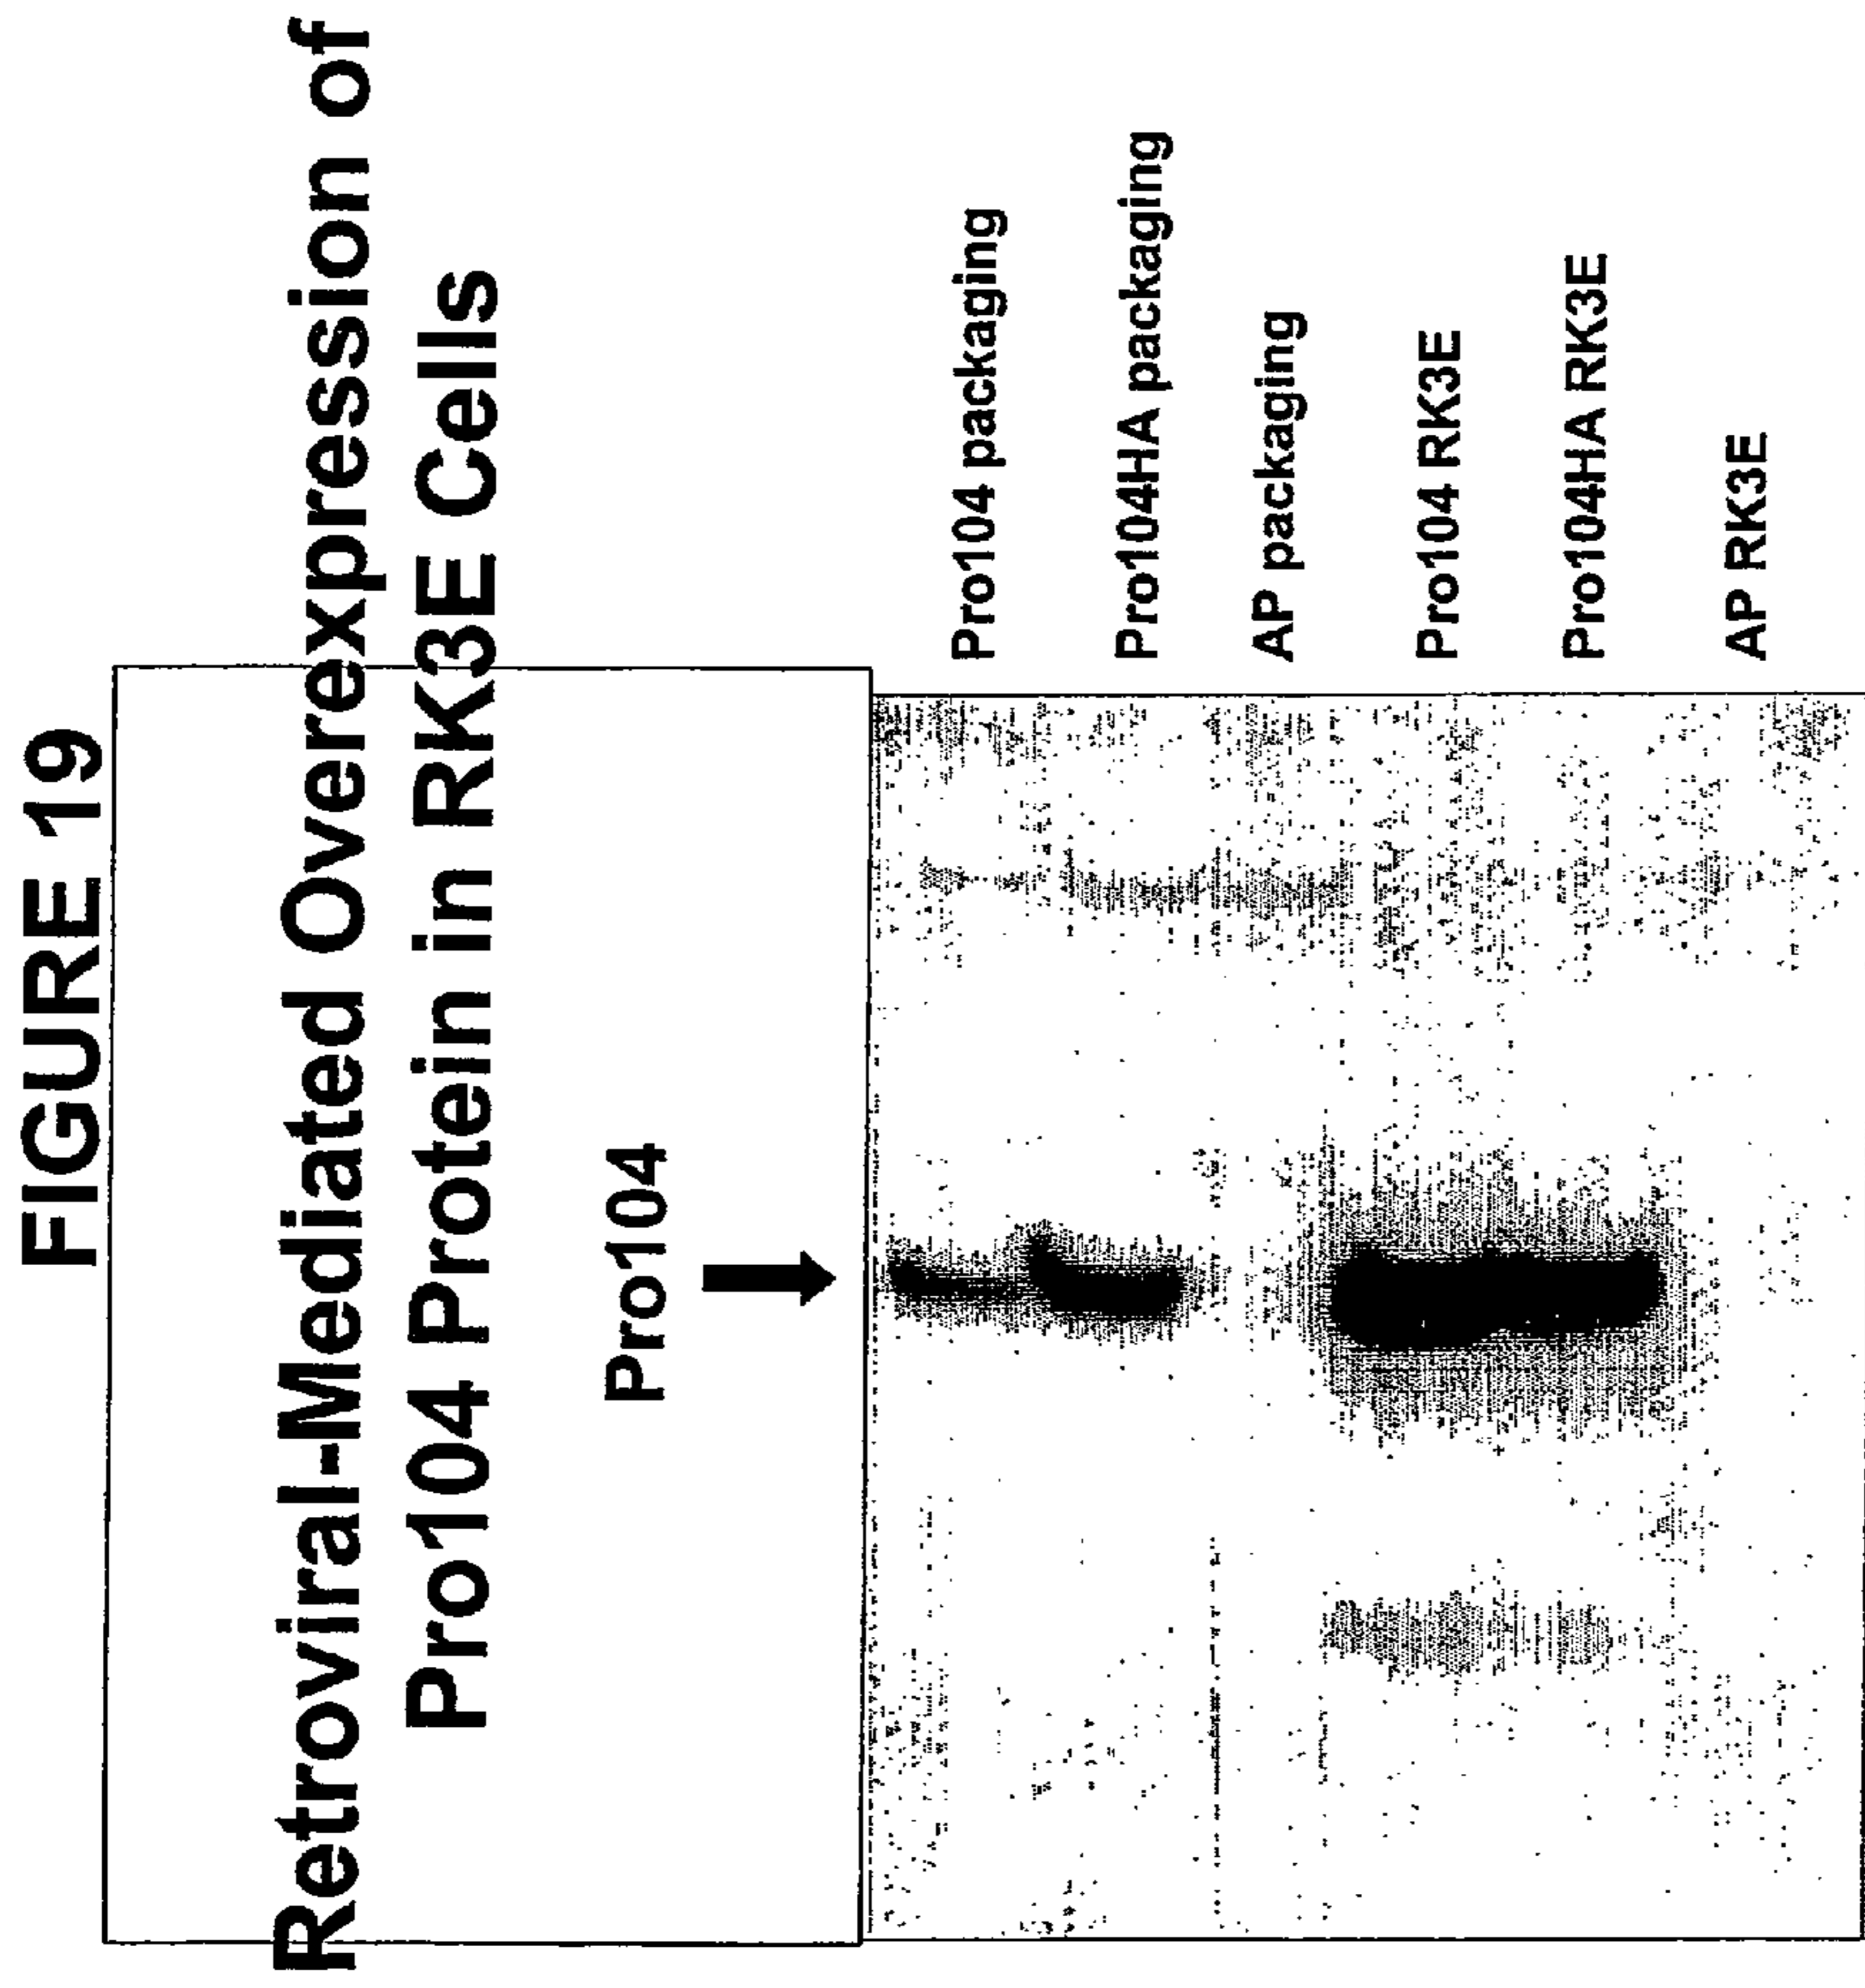 FIGURE 19
Retroviral-Mediated Overexpression of
Pro104 Protein in RK3E Cells
Pro104
Pro104 packaging
Pro104HA packaging
AP packaging
Pro104 RK3E
Pro104HA RK3E
AP RK3E